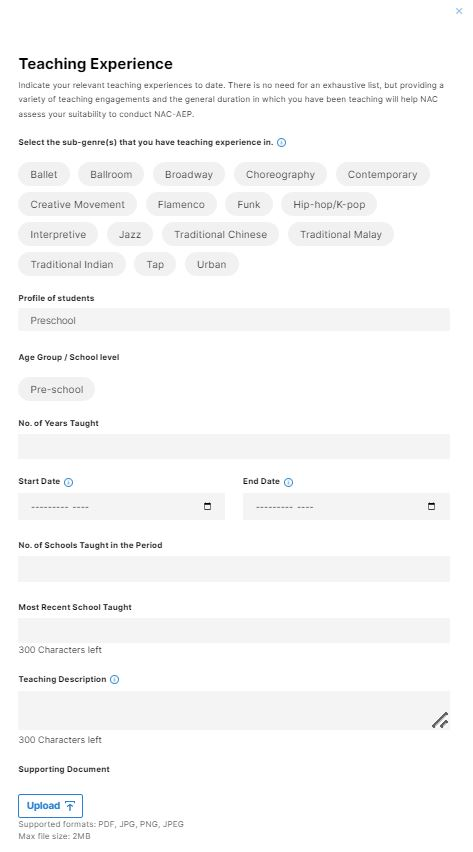 Teaching Experience
Indicate your relevant teaching experiences to date. There is no need for an exhaustive list, but providing a
variety of teaching engagements and the general duration in which you have been teaching will help NAC
assess your suitability to conduct NAC-AEP.
Select the sub-genre(s) that you have teaching experience in.
Ballet Ballroom Broadway Choreography Contemporary
Creative Movement Flamenco Funk Hip-hop/K-pop
Interpretive Jazz Traditional Chinese Traditional Malay
Traditional Indian Tap Urban
Profile of students
Preschool
Age Group / School level
Pre-school
No. of Years Taught
Start Date End Date
--------- ---- --------- ----
No. of Schools Taught in the Period
Most Recent School Taught
300 Characters left
Teaching Description
300 Characters left
Supporting Document
Upload
Supported formats: PDF, JPG, PNG, JPEG
Max file size: 2MB